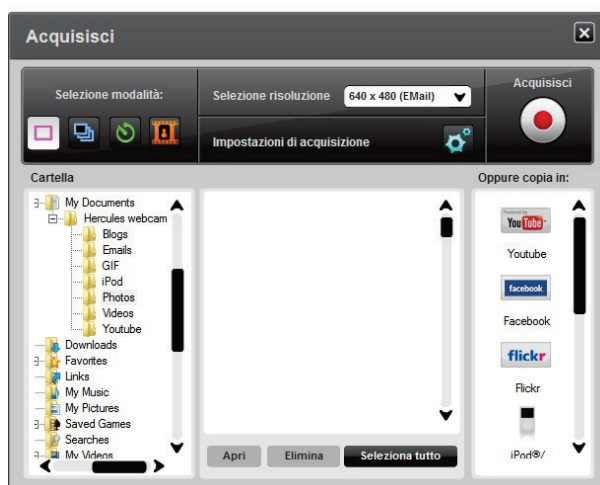 Acquisisci
Selezione modalità:
Selezione risoluzione
640 x 480 (EMail)
Acquisisci
Impostazioni di acquisizione
Cartella
My Documents
Hercules webcam
Blogs
Emails
GIF
iPod
Photos
Videos
Youtube
Downloads
Favorites
Links
My Music
My Pictures
Saved Games
Searches
My Videos
Apri
Elimina
Seleziona tutto
Oppure copia in:
Powered by
YouTube
Youtube
facebook
Facebook
flickr
Flickr
iPod®/